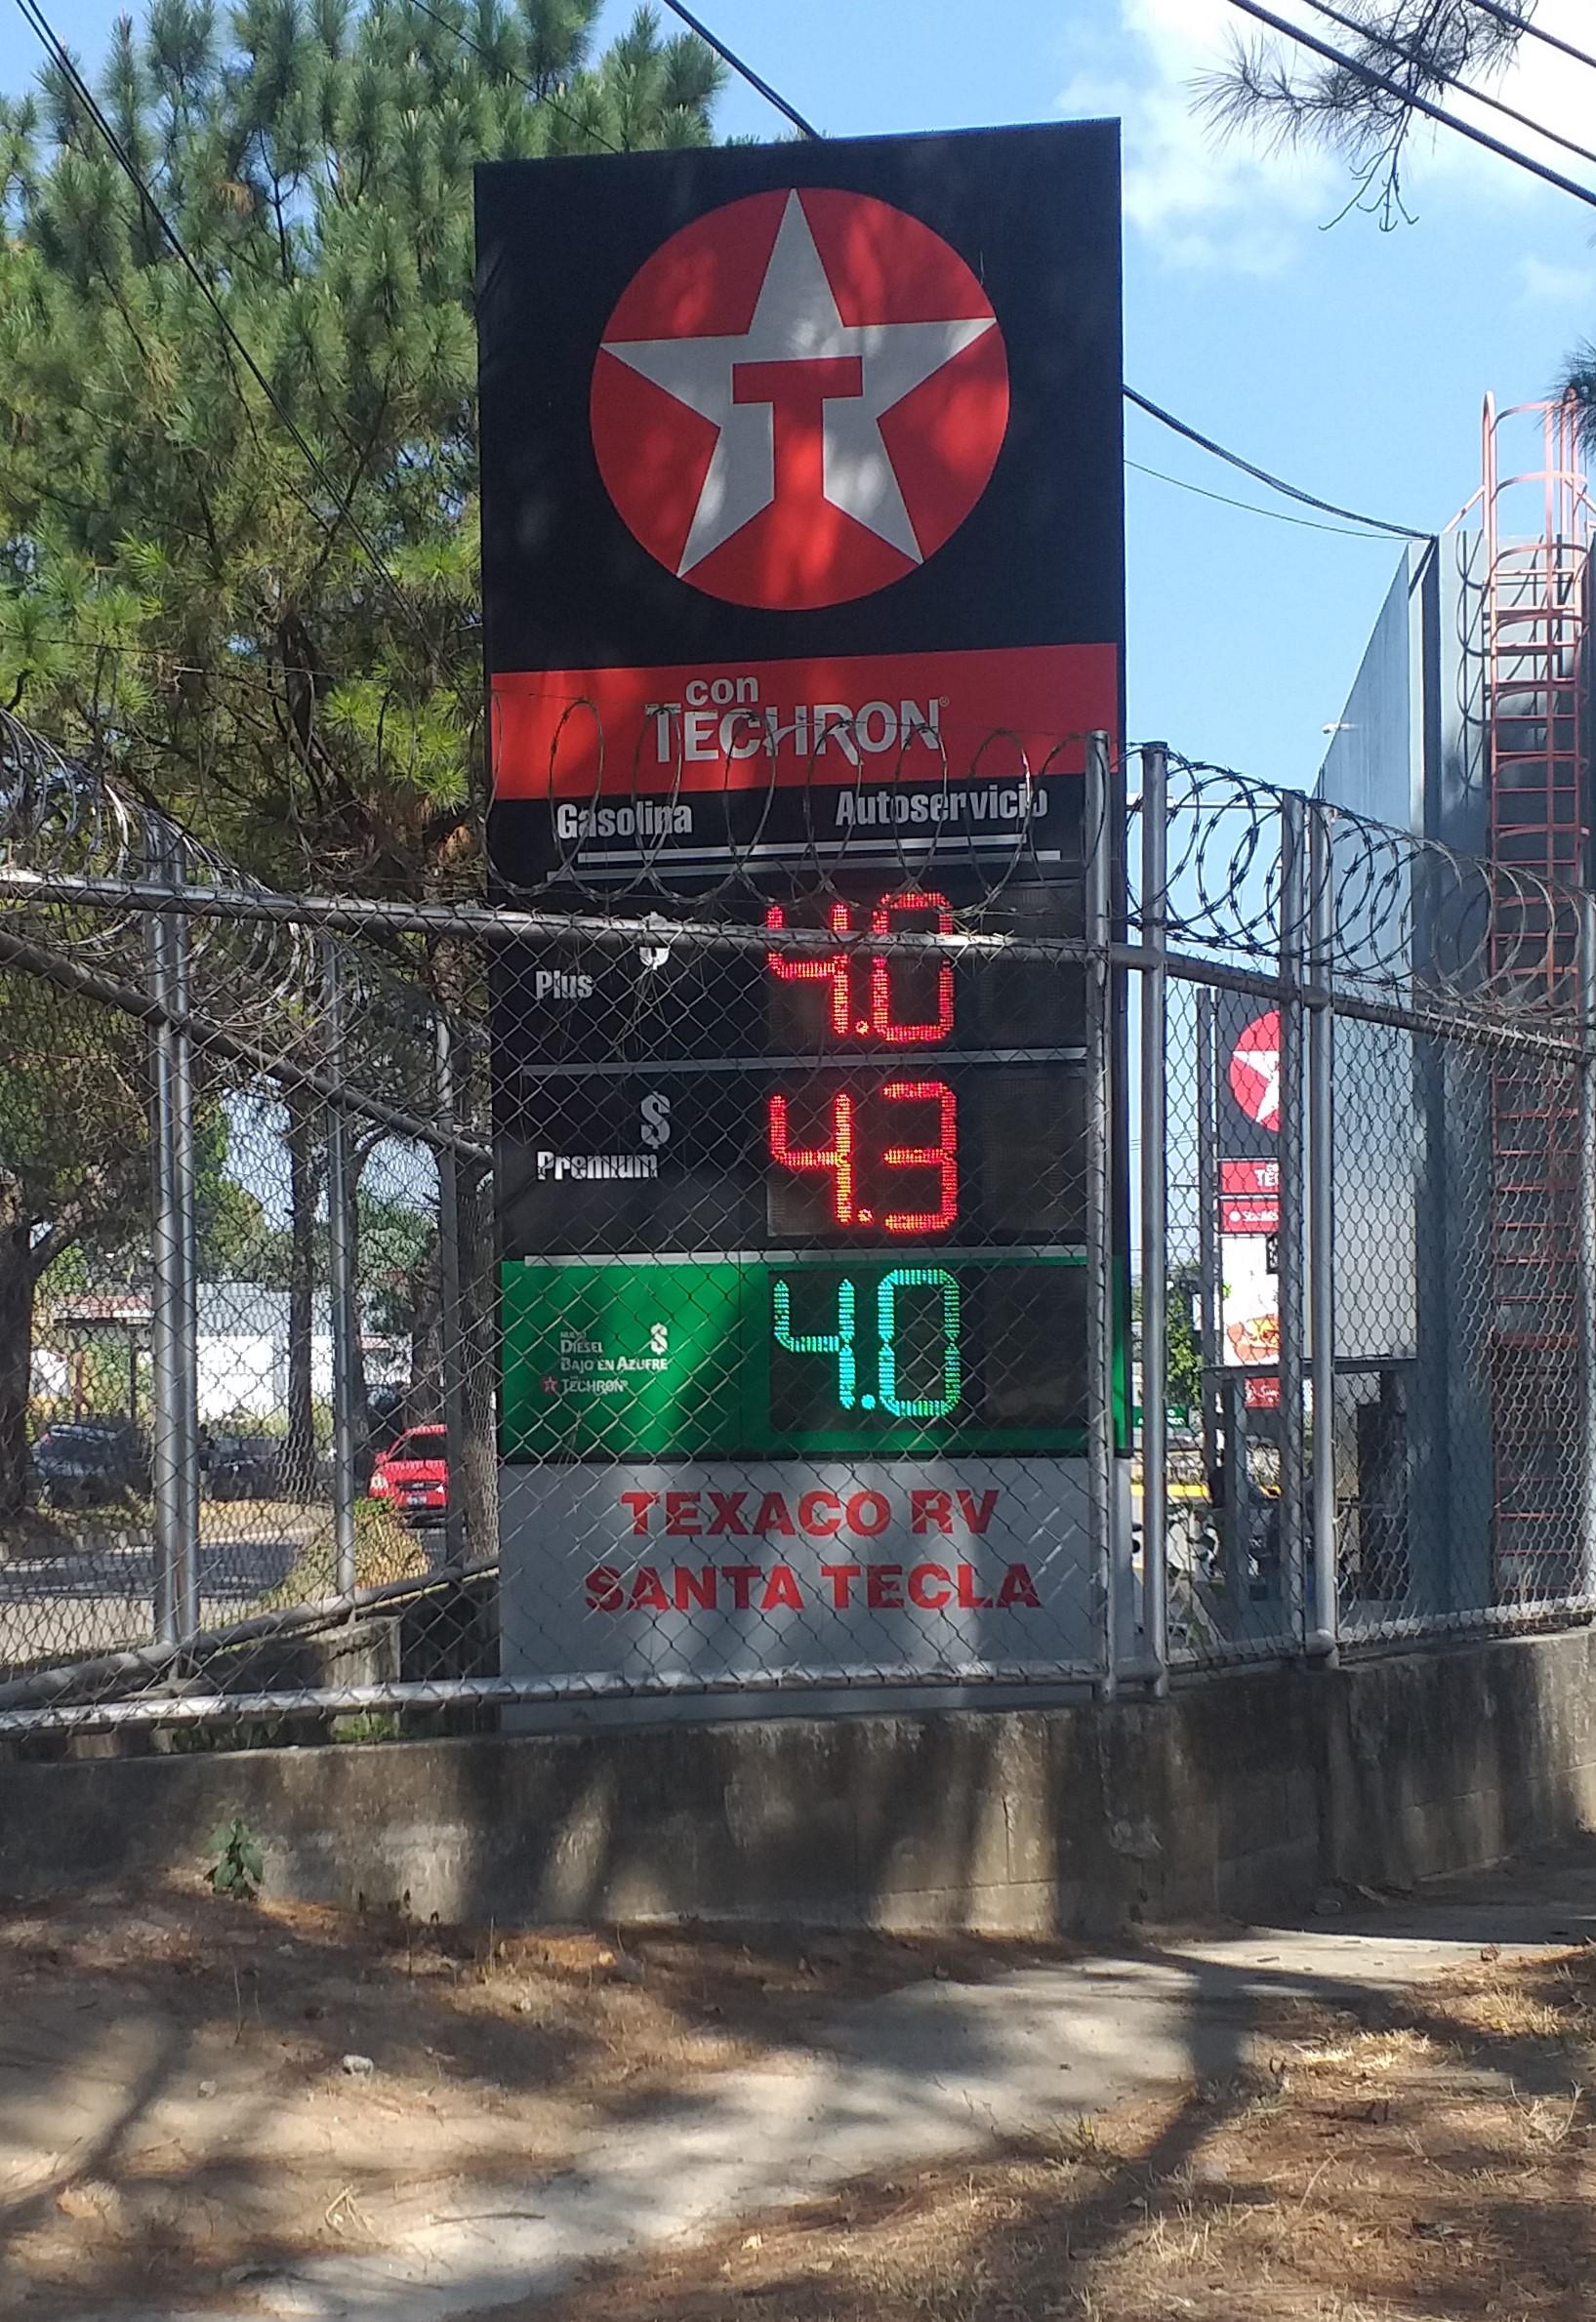 T
con
TECHRON®
Gasolina Autoservicio
$ 4.0
Plus
$ 4.3
Premium
DIESEL $ 4.0
BAJO EN AZUFRE
TECHRON®
TEXACO RV
SANTA TECLA